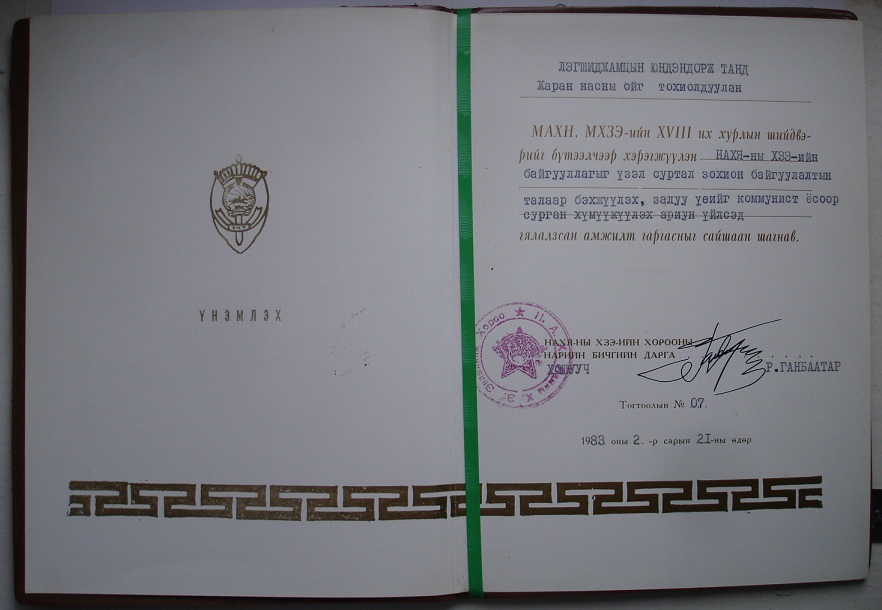 ҮНЭМЛЭХ
ЛЭГШИДЖАМЦЫН ЮНДЭНДОРЖ ТАНД
Жаран насны ойг тохиолдуулан
МАХН, МХЗЭ-ийн XVIII их хурлын шийдвэ-
рийг бүтээлчээр хэрэгжүүлэн НАХЯ-ны ХЗЭ-ийн
байгууллагыг үзэл суртал зохион байгуулалтын
талаар бэхжүүлэх, залуу үеийг коммунист ёсоор
сурган хүмүүжүүлэх ариун үйлсэд
гялалзсан амжилт гаргасныг сайшаан шагнав.
НАХЯ-НЫ ХЗЭ-ИЙН ХОРООНЫ
НАРИЙН БИЧГИЙН ДАРГА . . . . .
Р.ГАНБААТАР
Тогтоолын № 07.
1983 оны 2.-р сарын 21-ны өдөр